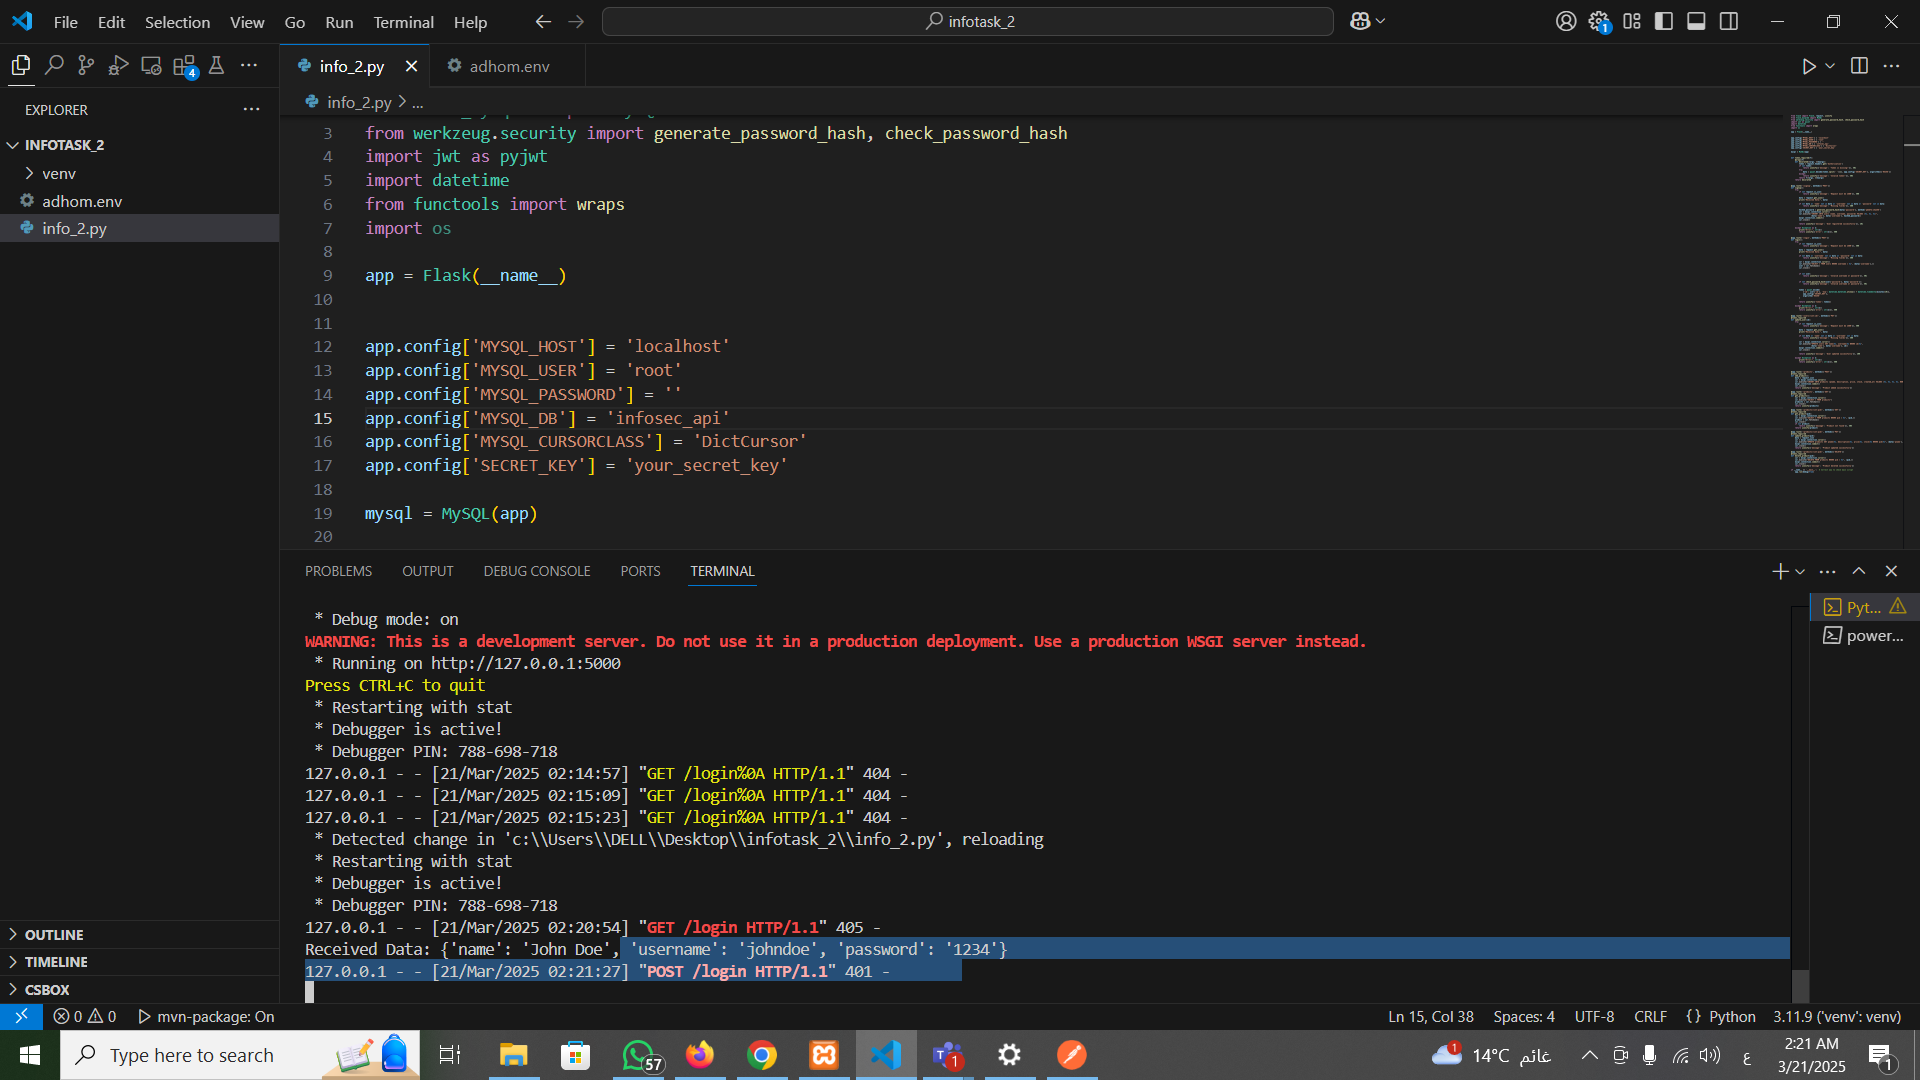 File Edit Selection View Go Run Terminal Help
infotask_2
1
4
info_2.py
adhom.env
EXPLORER
info_2.py > ...
INFOTASK_2
venv
adhom.env
info_2.py
3 from werkzeug.security import generate_password_hash, check_password_hash
4 import jwt as pyjwt
5 import datetime
6 from functools import wraps
7 import os
8
9 app = Flask(__name__)
10
11
12 app.config['MYSQL_HOST'] = 'localhost'
13 app.config['MYSQL_USER'] = 'root'
14 app.config['MYSQL_PASSWORD'] = ''
15 app.config['MYSQL_DB'] = 'infosec_api'
16 app.config['MYSQL_CURSORCLASS'] = 'DictCursor'
17 app.config['SECRET_KEY'] = 'your_secret_key'
18
19 mysql = MySQL(app)
20
PROBLEMS OUTPUT DEBUG CONSOLE PORTS TERMINAL
Pyt...
power...
* Debug mode: on
WARNING: This is a development server. Do not use it in a production deployment. Use a production WSGI server instead.
* Running on http://127.0.0.1:5000
Press CTRL+C to quit
* Restarting with stat
* Debugger is active!
* Debugger PIN: 788-698-718
127.0.0.1 - - [21/Mar/2025 02:14:57] "GET /login%0A HTTP/1.1" 404 -
127.0.0.1 - - [21/Mar/2025 02:15:09] "GET /login%0A HTTP/1.1" 404 -
127.0.0.1 - - [21/Mar/2025 02:15:23] "GET /login%0A HTTP/1.1" 404 -
* Detected change in 'c:\\Users\\DELL\\Desktop\\infotask_2\\info_2.py', reloading
* Restarting with stat
* Debugger is active!
* Debugger PIN: 788-698-718
127.0.0.1 - - [21/Mar/2025 02:20:54] "GET /login HTTP/1.1" 405 -
Received Data: {'name': 'John Doe', 'username': 'johndoe', 'password': '1234'}
127.0.0.1 - - [21/Mar/2025 02:21:27] "POST /login HTTP/1.1" 401 -
OUTLINE
TIMELINE
CSBOX
0 0 mvn-package: On
Ln 15, Col 38 Spaces: 4 UTF-8 CRLF {} Python 3.11.9 ('venv': venv)
Type here to search
57
1
1
14°C غائم
ع
2:21 AM
3/21/2025
1